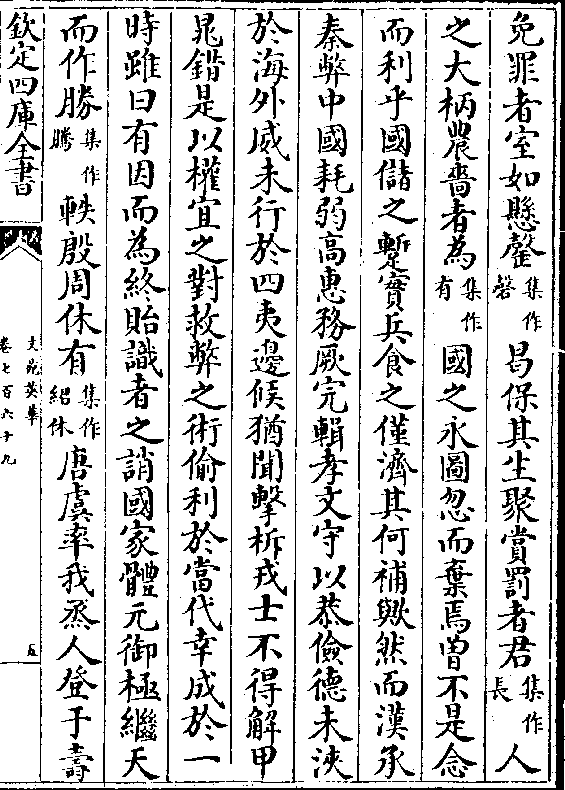 免罪者室如懸罄集作磬曷保其生聚賞罰者君集作長人
之大柄農嗇者為集作有國之永圖忽而棄焉曽不是念
而利乎國儲之蹔實兵食之僅濟其何補歟然而漢承
秦弊中國耗弱高惠務厥完輯孝文守以恭儉德未浹
於海外威未行於四夷邊候猶聞擊柝戎士不得解甲
晁錯是以權宜之對救弊之術偷利於當代幸成於一
時雖曰有因而為終貽識者之誚國家體元御極繼天
而作勝集作騰軼殷周休有集作紹休唐虞率我烝人登于壽
欽定四庫全書
文苑英華
卷七百六十九
五